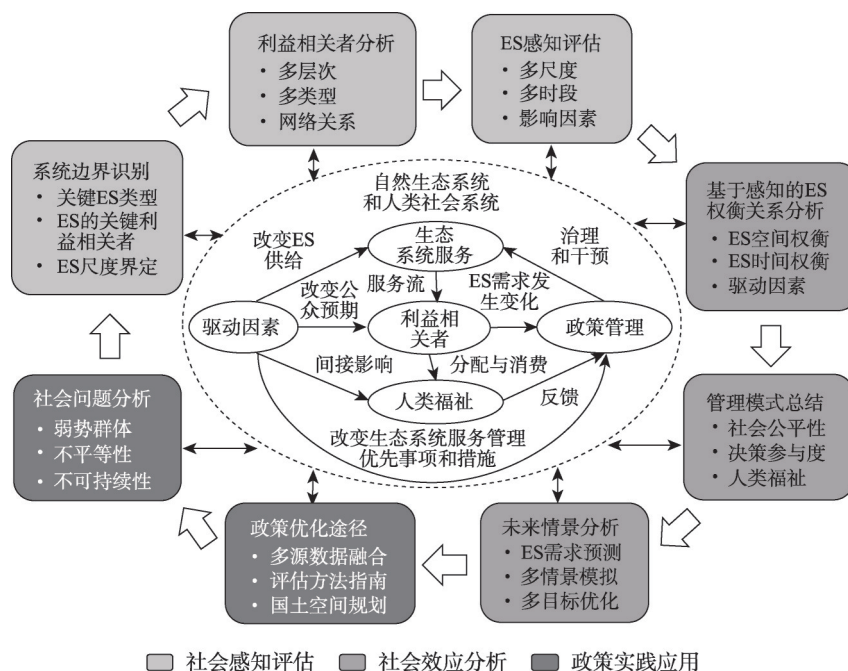 利益相关者分析
• 多层次
• 多类型
• 网络关系
ES感知评估
• 多尺度
• 多时段
• 影响因素
系统边界识别
• 关键ES类型
• ES的关键利
益相关者
• ES尺度界定
基于感知的ES
权衡关系分析
• ES空间权衡
• ES时间权衡
• 驱动因素
自然生态系统
和人类社会系统
改变ES
供给
生态
系统服务
治理
和干预
改变公
众预期
服务流
ES需求发
生变化
驱动因素
利益相
关者
政策管理
间接影响
分配与消费
人类福祉
反馈
改变生态系统服务管理
优先事项和措施
社会问题分析
• 弱势群体
• 不平等性
• 不可持续性
管理模式总结
• 社会公平性
• 决策参与度
• 人类福祉
政策优化途径
• 多源数据融合
• 评估方法指南
• 国土空间规划
未来情景分析
• ES需求预测
• 多情景模拟
• 多目标优化
社会感知评估 社会效应分析 政策实践应用